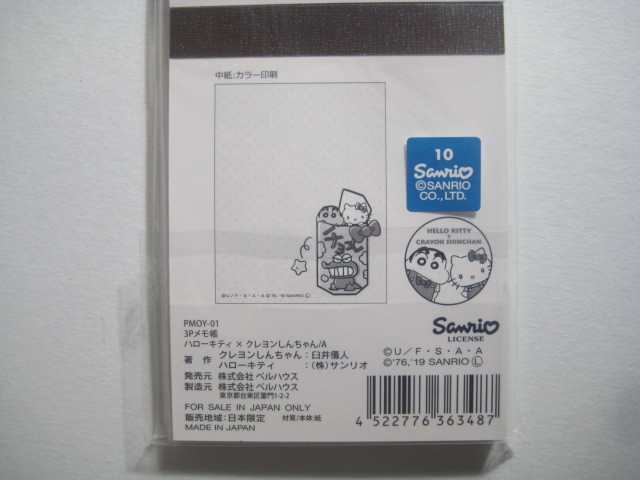 中紙:カラー印刷
チョコビ
©U/F・S・A・A ©'76,'19 SANRIO Ⓛ
10
Sanrio
©SANRIO
CO.,LTD.
HELLO KITTY
×
CRAYON SHINCHAN
PMOY-01
3Pメモ帳
ハローキティ × クレヨンしんちゃん/A
著 作 クレヨンしんちゃん : 臼井儀人
ハローキティ :(株)サンリオ
発売元 株式会社 ベルハウス
製造元 株式会社 ベルハウス
東京都台東区雷門1-2-2
FOR SALE IN JAPAN ONLY
販売地域: 日本限定 材質/本体:紙
MADE IN JAPAN
Sanrio
LICENSE
©U/F・S・A・A
©'76,'19 SANRIO Ⓛ
4 522776 363487